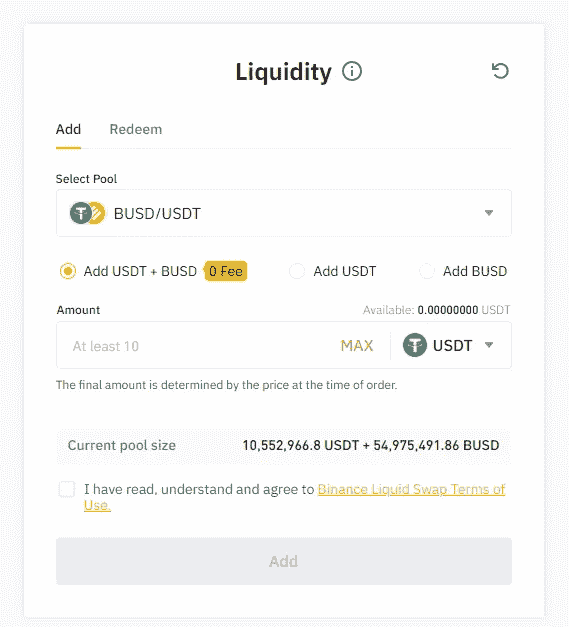 Liquidity
Add Redeem
Select Pool
BUSD/USDT
Add USDT + BUSD 0 Fee Add USDT Add BUSD
Amount Available: 0.00000000 USDT
At least 10 MAX USDT
The final amount is determined by the price at the time of order.
Current pool size 10,552,966.8 USDT + 54,975,491.86 BUSD
I have read, understand and agree to Binance Liquid Swap Terms of
Use.
Add